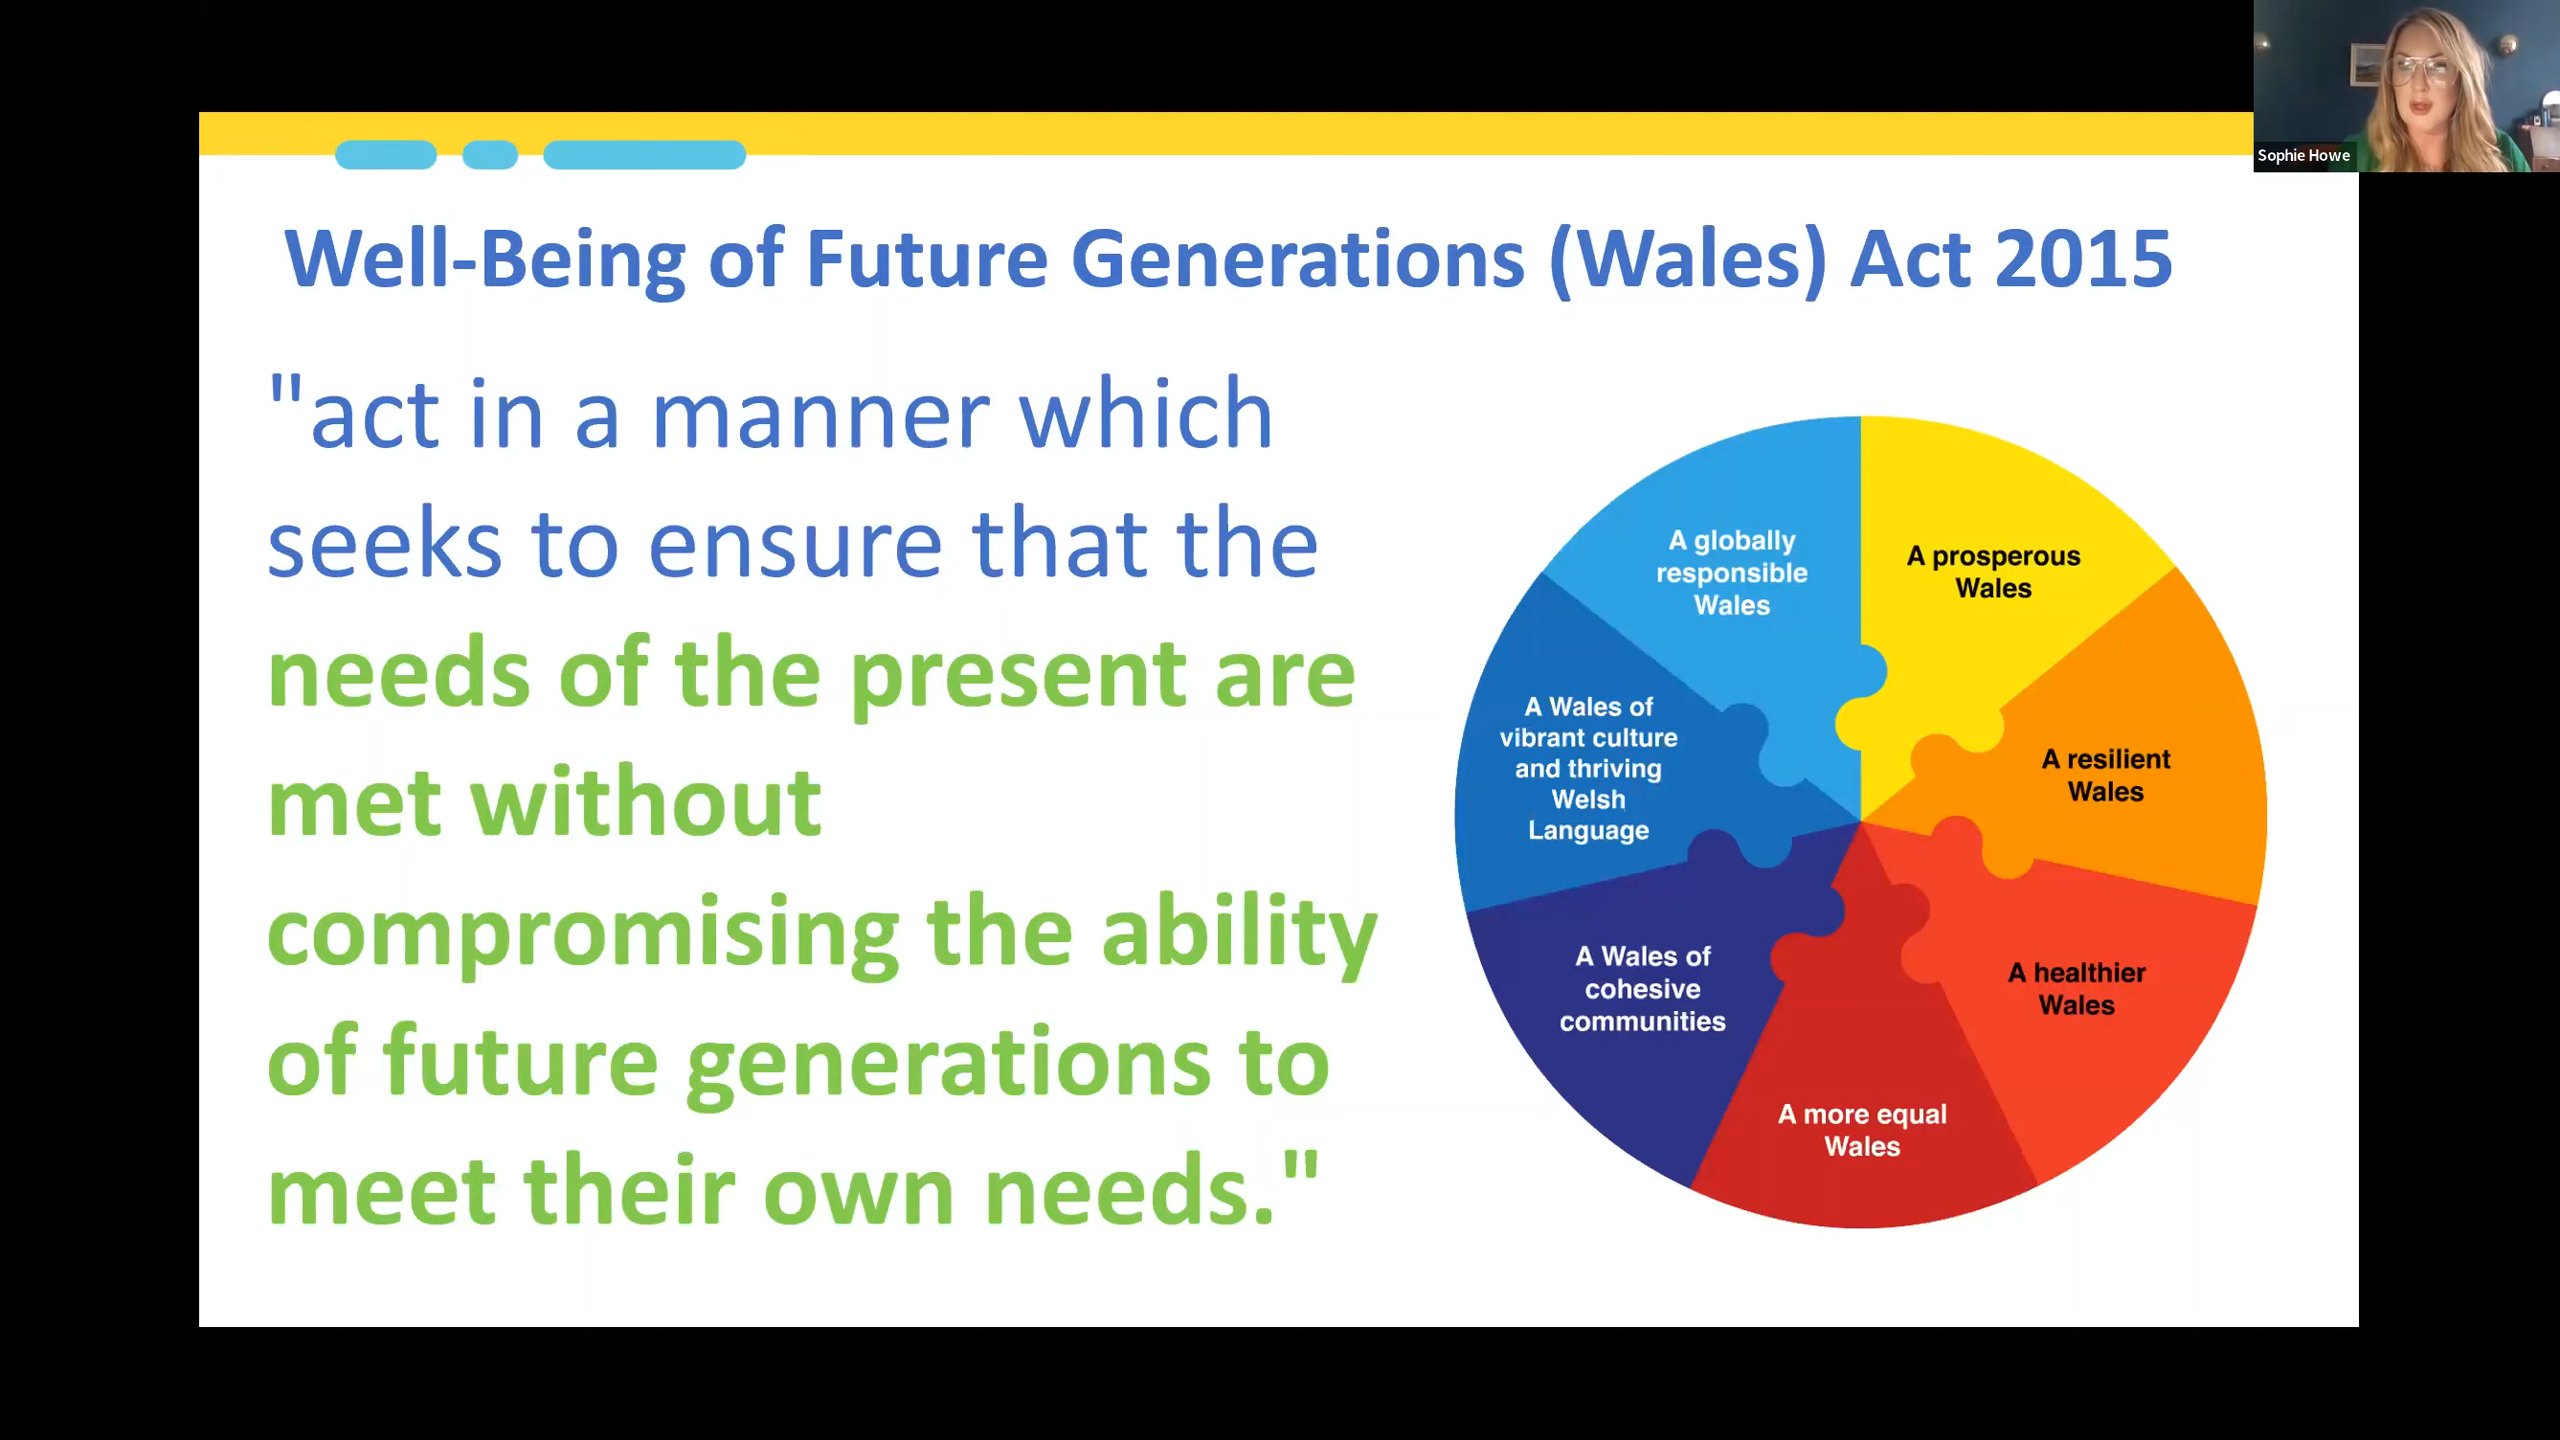 Sophie Howe
Well-Being of Future Generations (Wales) Act 2015
"act in a manner which
seeks to ensure that the
needs of the present are
met without
compromising the ability
of future generations to
meet their own needs."
A globally
responsible
Wales
A prosperous
Wales
A resilient
Wales
A healthier
Wales
A more equal
Wales
A Wales of
cohesive
communities
A Wales of
vibrant culture
and thriving
Welsh
Language